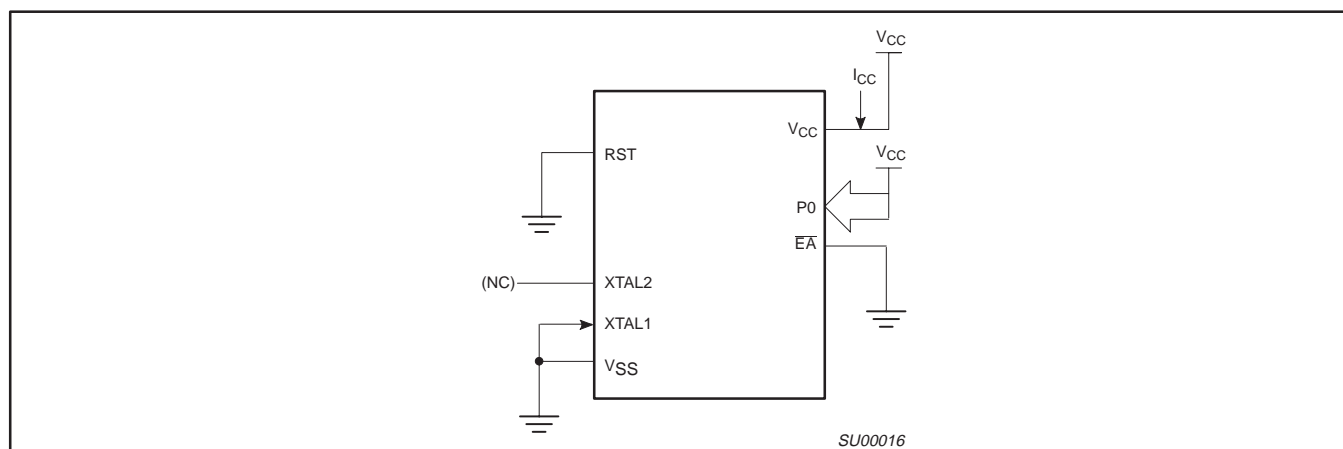 VCC
ICC
VCC
RST
VCC
P0
EA
(NC)
XTAL2
XTAL1
VSS
SU00016